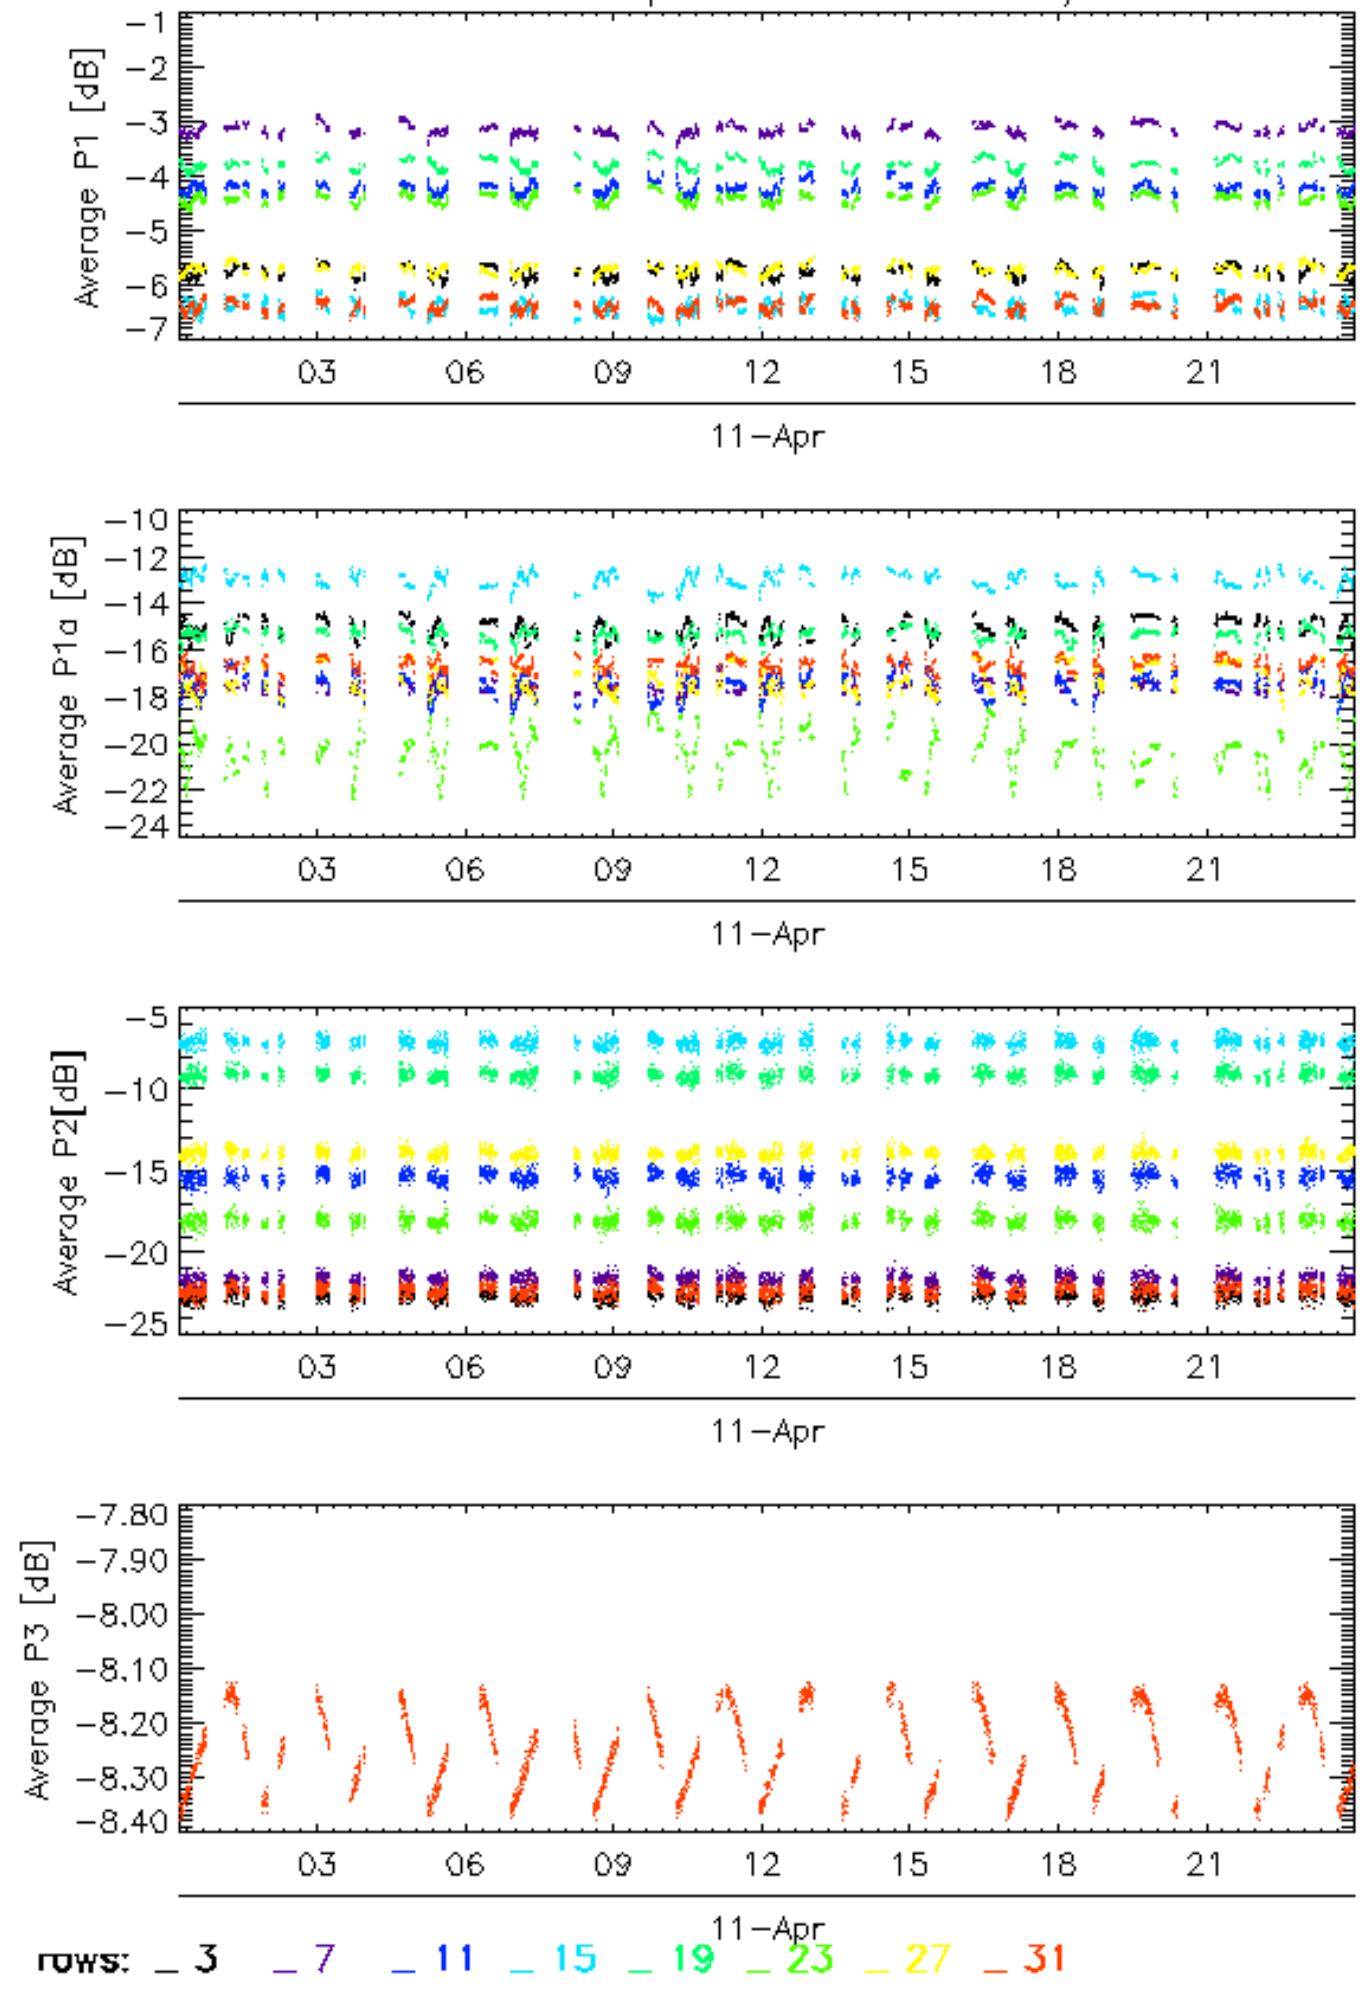 Average P1 [dB]
-1
-2
-3
-4
-5
-6
-7
03 06 09 12 15 18 21
11-Apr
Average P1a [dB]
-10
-12
-14
-16
-18
-20
-22
-24
03 06 09 12 15 18 21
11-Apr
Average P2[dB]
-5
-10
-15
-20
-25
03 06 09 12 15 18 21
11-Apr
Average P3 [dB]
-7.80
-7.90
-8.00
-8.10
-8.20
-8.30
-8.40
03 06 09 12 15 18 21
11-Apr
rows: _ 3 _ 7 _ 11 _ 15 _ 19 _ 23 _ 27 _ 31